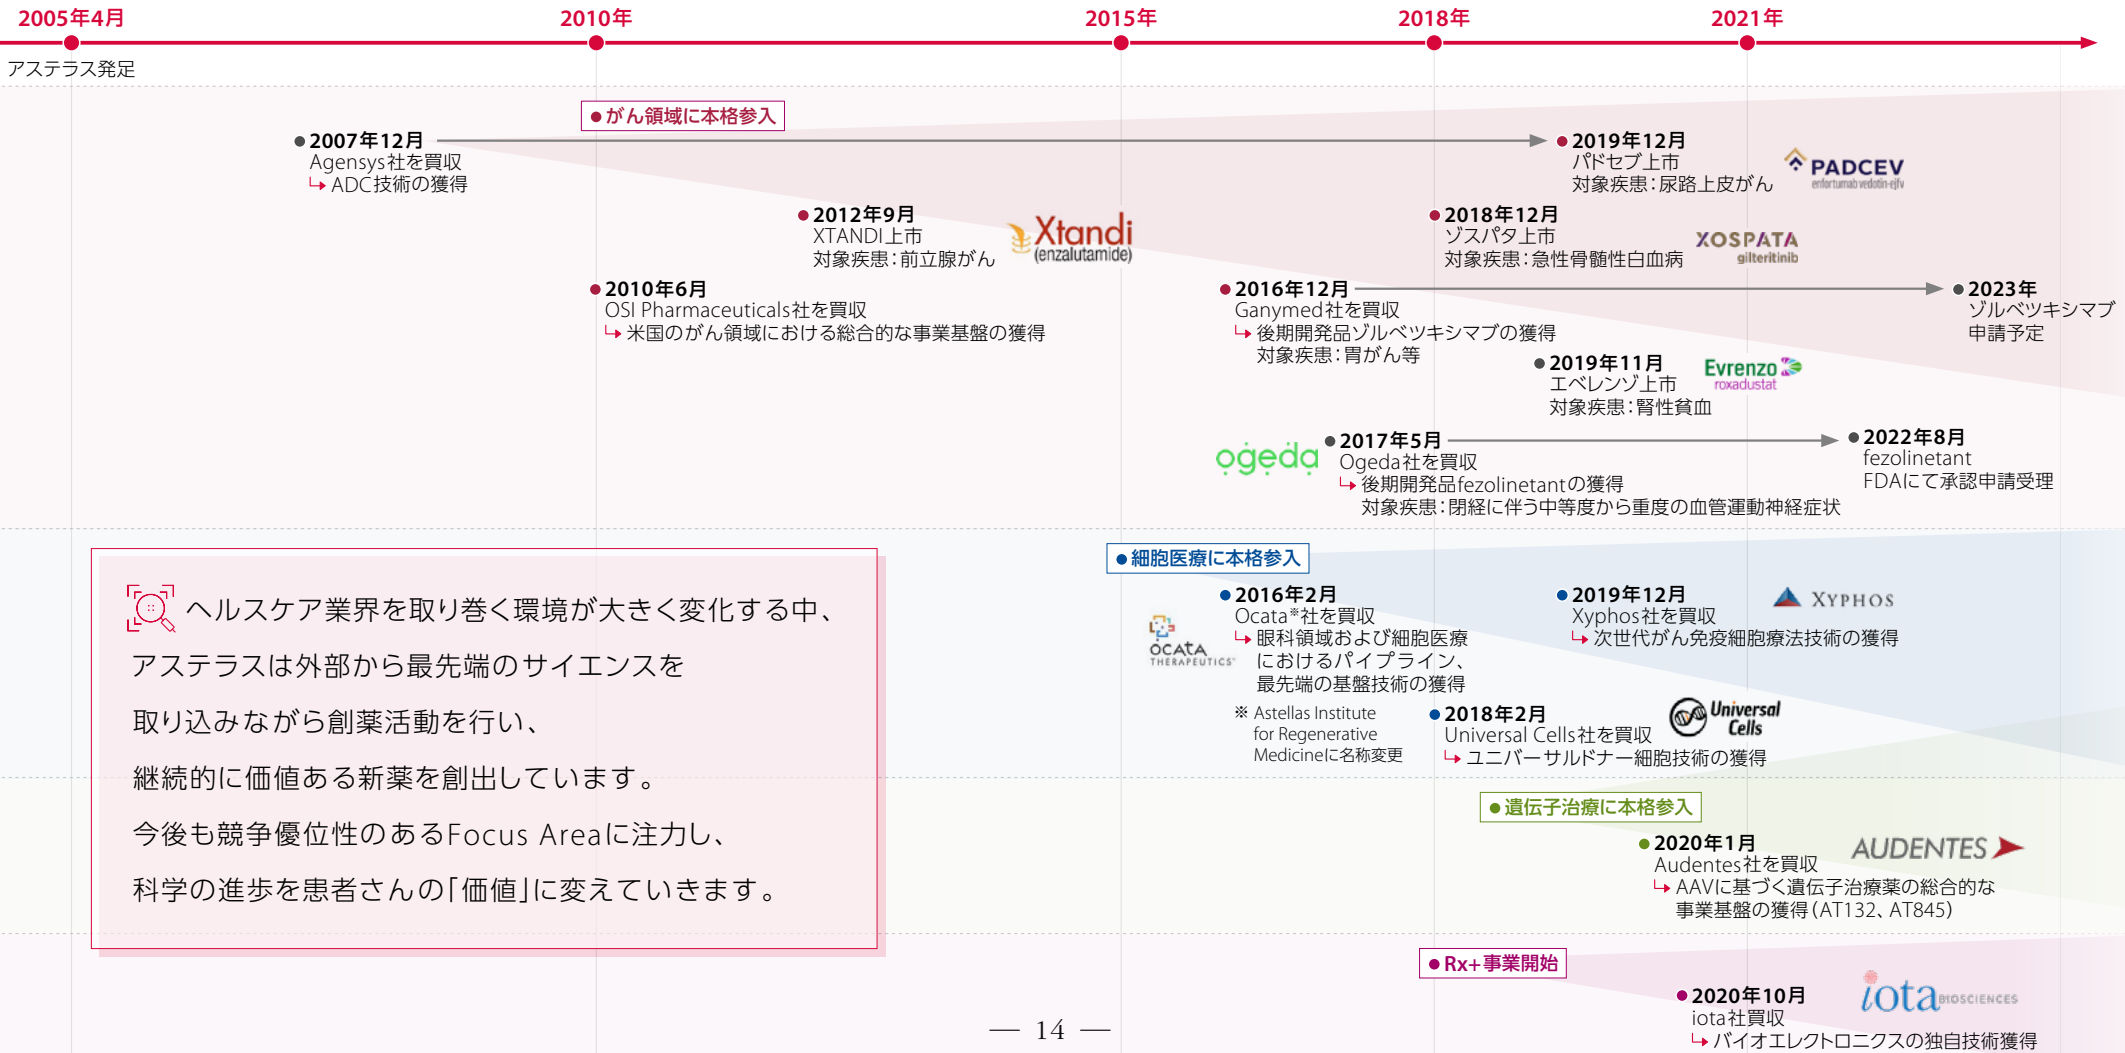 2005年4月
2010年
2015年
2018年
2021年
アステラス発足
●がん領域に本格参入
●2007年12月
Agensys社を買収
↳ ADC技術の獲得
●2019年12月
パドセブ上市
対象疾患：尿路上皮がん
PADCEV
enfortumab vedotin-ejfv
●2012年9月
XTANDI上市
対象疾患：前立腺がん
Xtandi
(enzalutamide)
●2018年12月
ゾスパタ上市
対象疾患：急性骨髄性白血病
XOSPATA
gilteritinib
●2010年6月
OSI Pharmaceuticals社を買収
↳ 米国のがん領域における総合的な事業基盤の獲得
●2016年12月
Ganymed社を買収
↳ 後期開発品ゾルベツキシマブの獲得
対象疾患：胃がん等
●2023年
ゾルベツキシマブ
申請予定
●2019年11月
エベレンゾ上市
対象疾患：腎性貧血
Evrenzo
roxadustat
ogeda
●2017年5月
Ogeda社を買収
↳ 後期開発品fezolinetantの獲得
対象疾患：閉経に伴う中等度から重度の血管運動神経症状
●2022年8月
fezolinetant
FDAにて承認申請受理
ヘルスケア業界を取り巻く環境が大きく変化する中、
アステラスは外部から最先端のサイエンスを
取り込みながら創薬活動を行い、
継続的に価値ある新薬を創出しています。
今後も競争優位性のあるFocus Areaに注力し、
科学の進歩を患者さんの「価値」に変えていきます。
●細胞医療に本格参入
OCATA
THERAPEUTICS
●2016年2月
Ocata※社を買収
↳ 眼科領域および細胞医療
におけるパイプライン、
最先端の基盤技術の獲得
※ Astellas Institute
for Regenerative
Medicineに名称変更
●2019年12月
Xyphos社を買収
↳ 次世代がん免疫細胞療法技術の獲得
XYPHOS
●2018年2月
Universal Cells社を買収
↳ ユニバーサルドナー細胞技術の獲得
Universal
Cells
●遺伝子治療に本格参入
●2020年1月
Audentes社を買収
↳ AAVに基づく遺伝子治療薬の総合的な
事業基盤の獲得（AT132、AT845）
AUDENTES
●Rx+事業開始
●2020年10月
iota社買収
↳ バイオエレクトロニクスの独自技術獲得
iota BIOSCIENCES
— 14 —